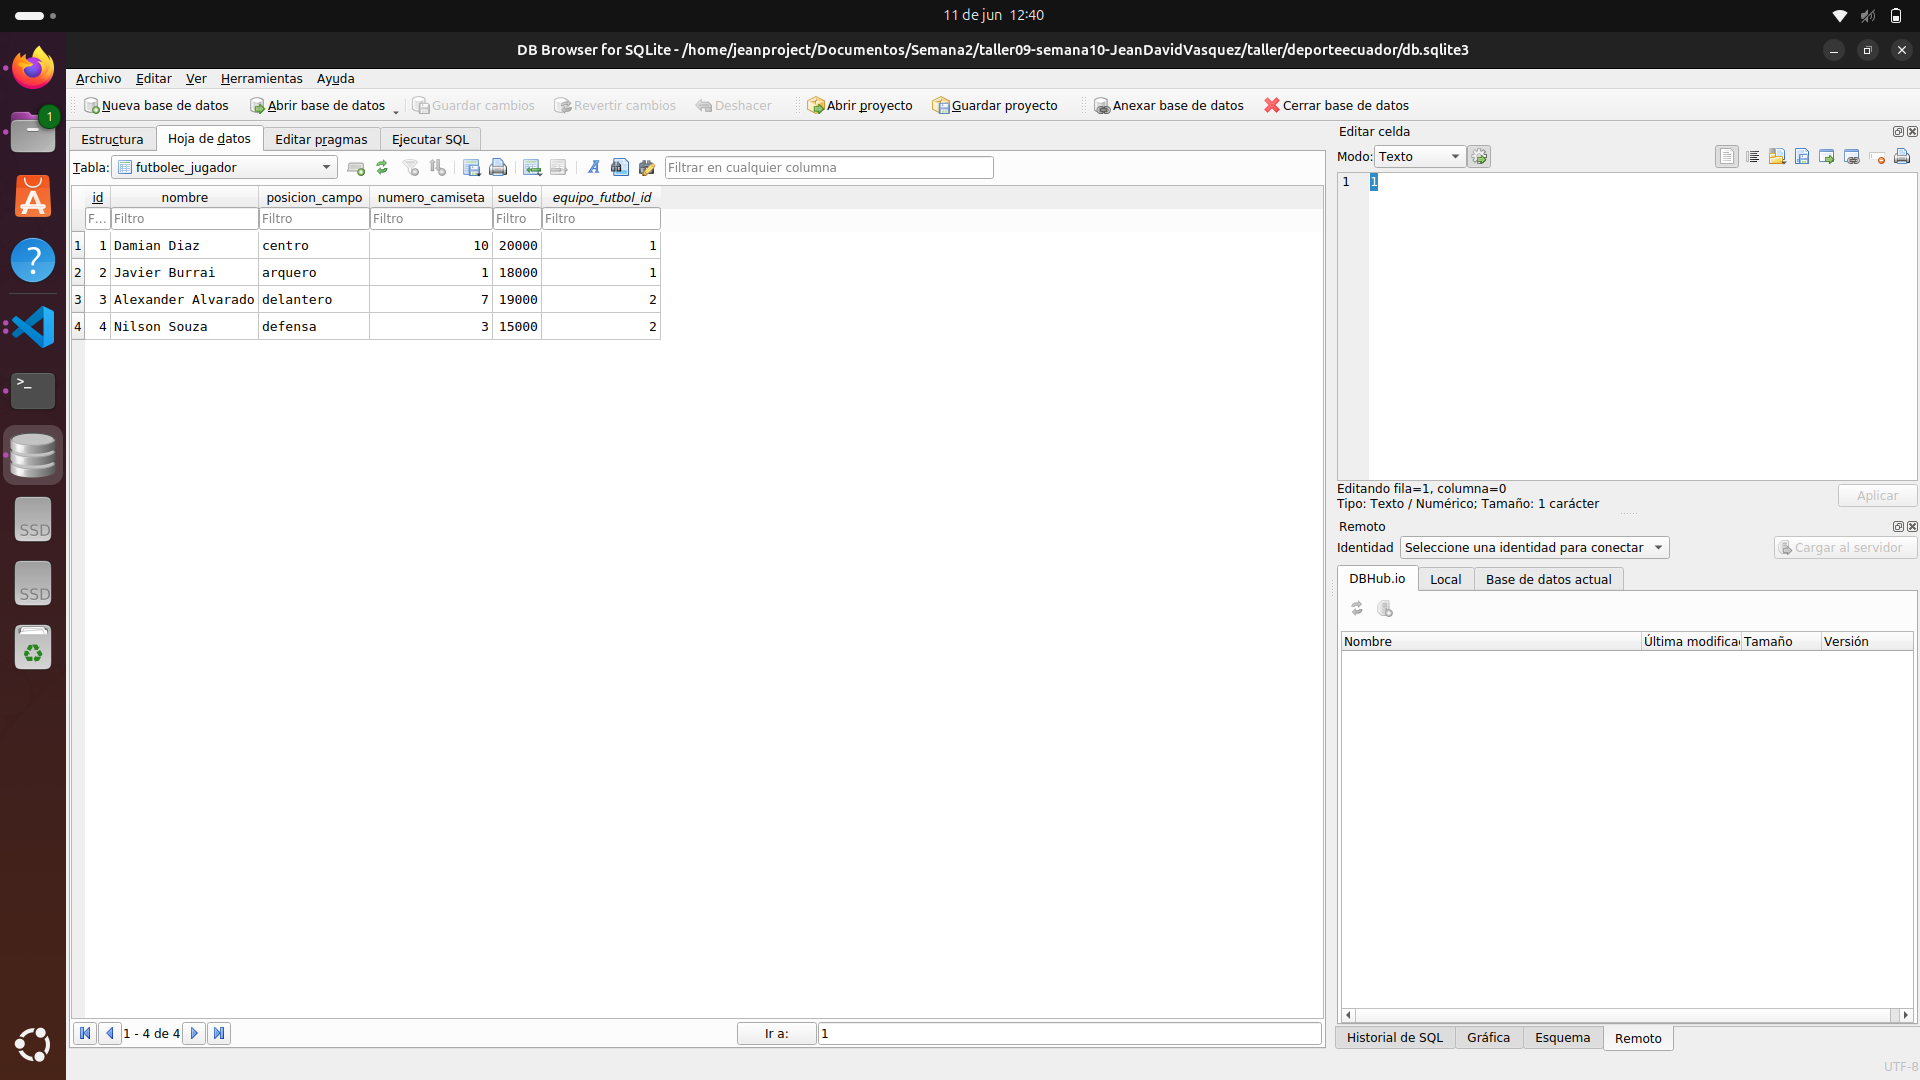 11 de jun 12:40
DB Browser for SQLite - /home/jeanproject/Documentos/Semana2/taller09-semana10-JeanDavidVasquez/taller/deporteecuador/db.sqlite3
Archivo Editar Ver Herramientas Ayuda
Nueva base de datos Abrir base de datos Guardar cambios Revertir cambios Deshacer Abrir proyecto Guardar proyecto Anexar base de datos Cerrar base de datos
Estructura Hoja de datos Editar pragmas Ejecutar SQL
Tabla: futbolec_jugador Filtrar en cualquier columna
id nombre posicion_campo numero_camiseta sueldo equipo_futbol_id
F... Filtro Filtro Filtro Filtro Filtro
1 1 Damian Diaz centro 10 20000 1
2 2 Javier Burrai arquero 1 18000 1
3 3 Alexander Alvarado delantero 7 19000 2
4 4 Nilson Souza defensa 3 15000 2
1 - 4 de 4 Ir a: 1
Editar celda
Modo: Texto
1 1
Editando fila=1, columna=0
Tipo: Texto / Numérico; Tamaño: 1 carácter
Aplicar
Remoto
Identidad Seleccione una identidad para conectar Cargar al servidor
DBHub.io Local Base de datos actual
Nombre Última modifica Tamaño Versión
Historial de SQL Gráfica Esquema Remoto
UTF-8
1
?
>_
SSD
SSD